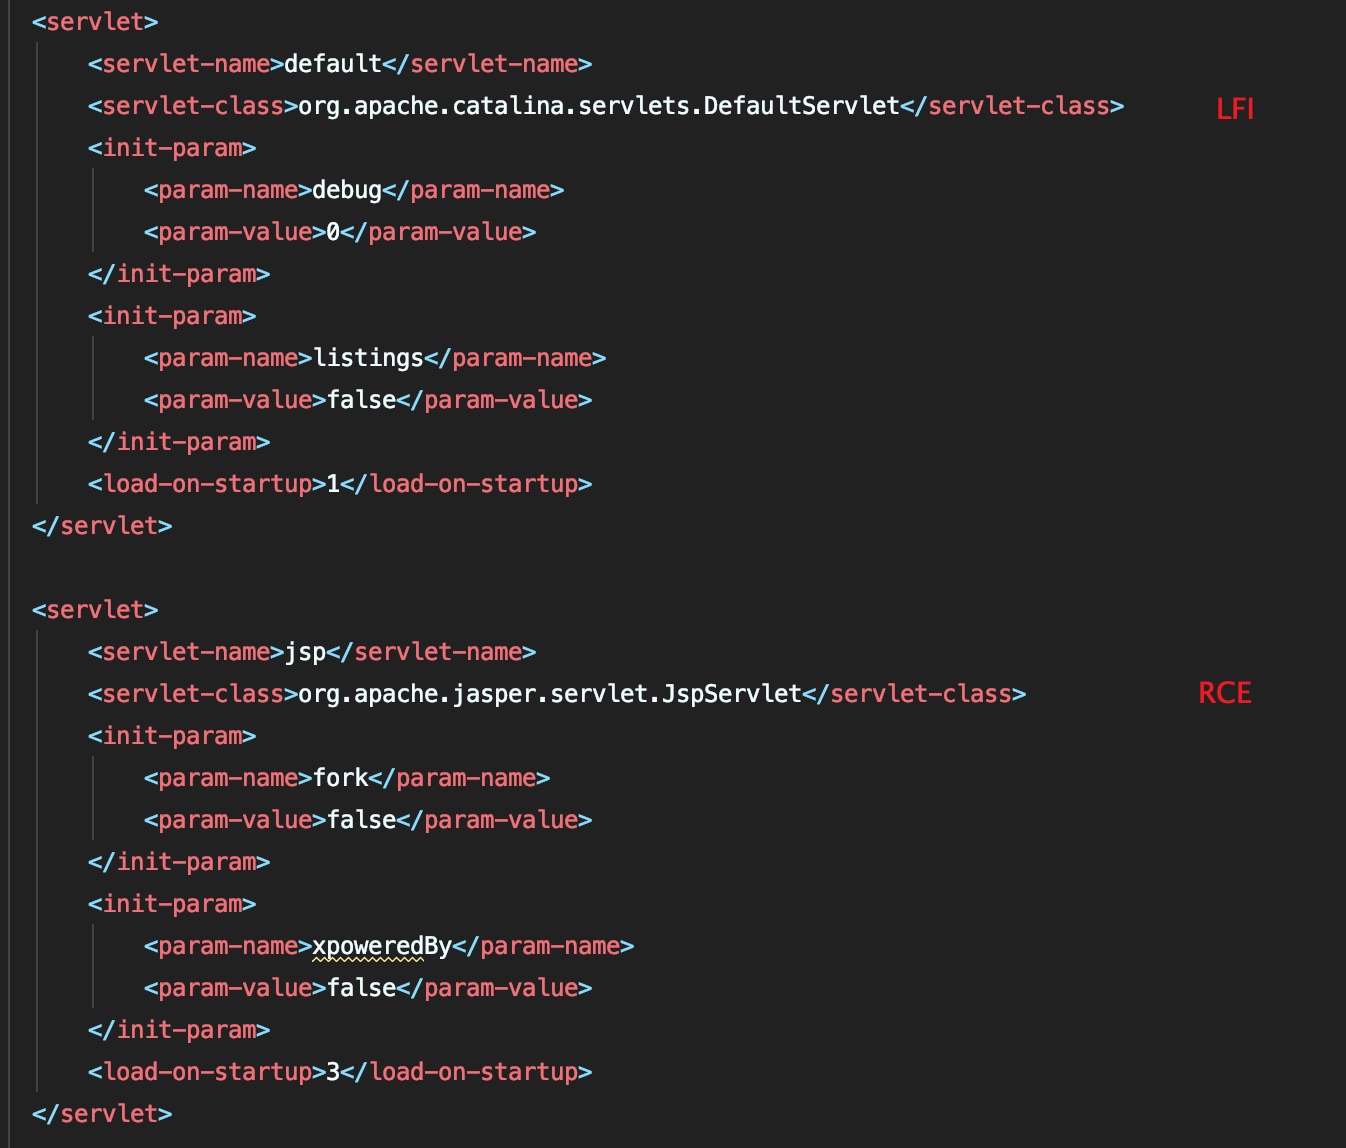 <servlet>
<servlet-name>default</servlet-name>
<servlet-class>org.apache.catalina.servlets.DefaultServlet</servlet-class> LFI
<init-param>
<param-name>debug</param-name>
<param-value>0</param-value>
</init-param>
<init-param>
<param-name>listings</param-name>
<param-value>false</param-value>
</init-param>
<load-on-startup>1</load-on-startup>
</servlet>
<servlet>
<servlet-name>jsp</servlet-name>
<servlet-class>org.apache.jasper.servlet.JspServlet</servlet-class> RCE
<init-param>
<param-name>fork</param-name>
<param-value>false</param-value>
</init-param>
<init-param>
<param-name>xpoweredBy</param-name>
<param-value>false</param-value>
</init-param>
<load-on-startup>3</load-on-startup>
</servlet>